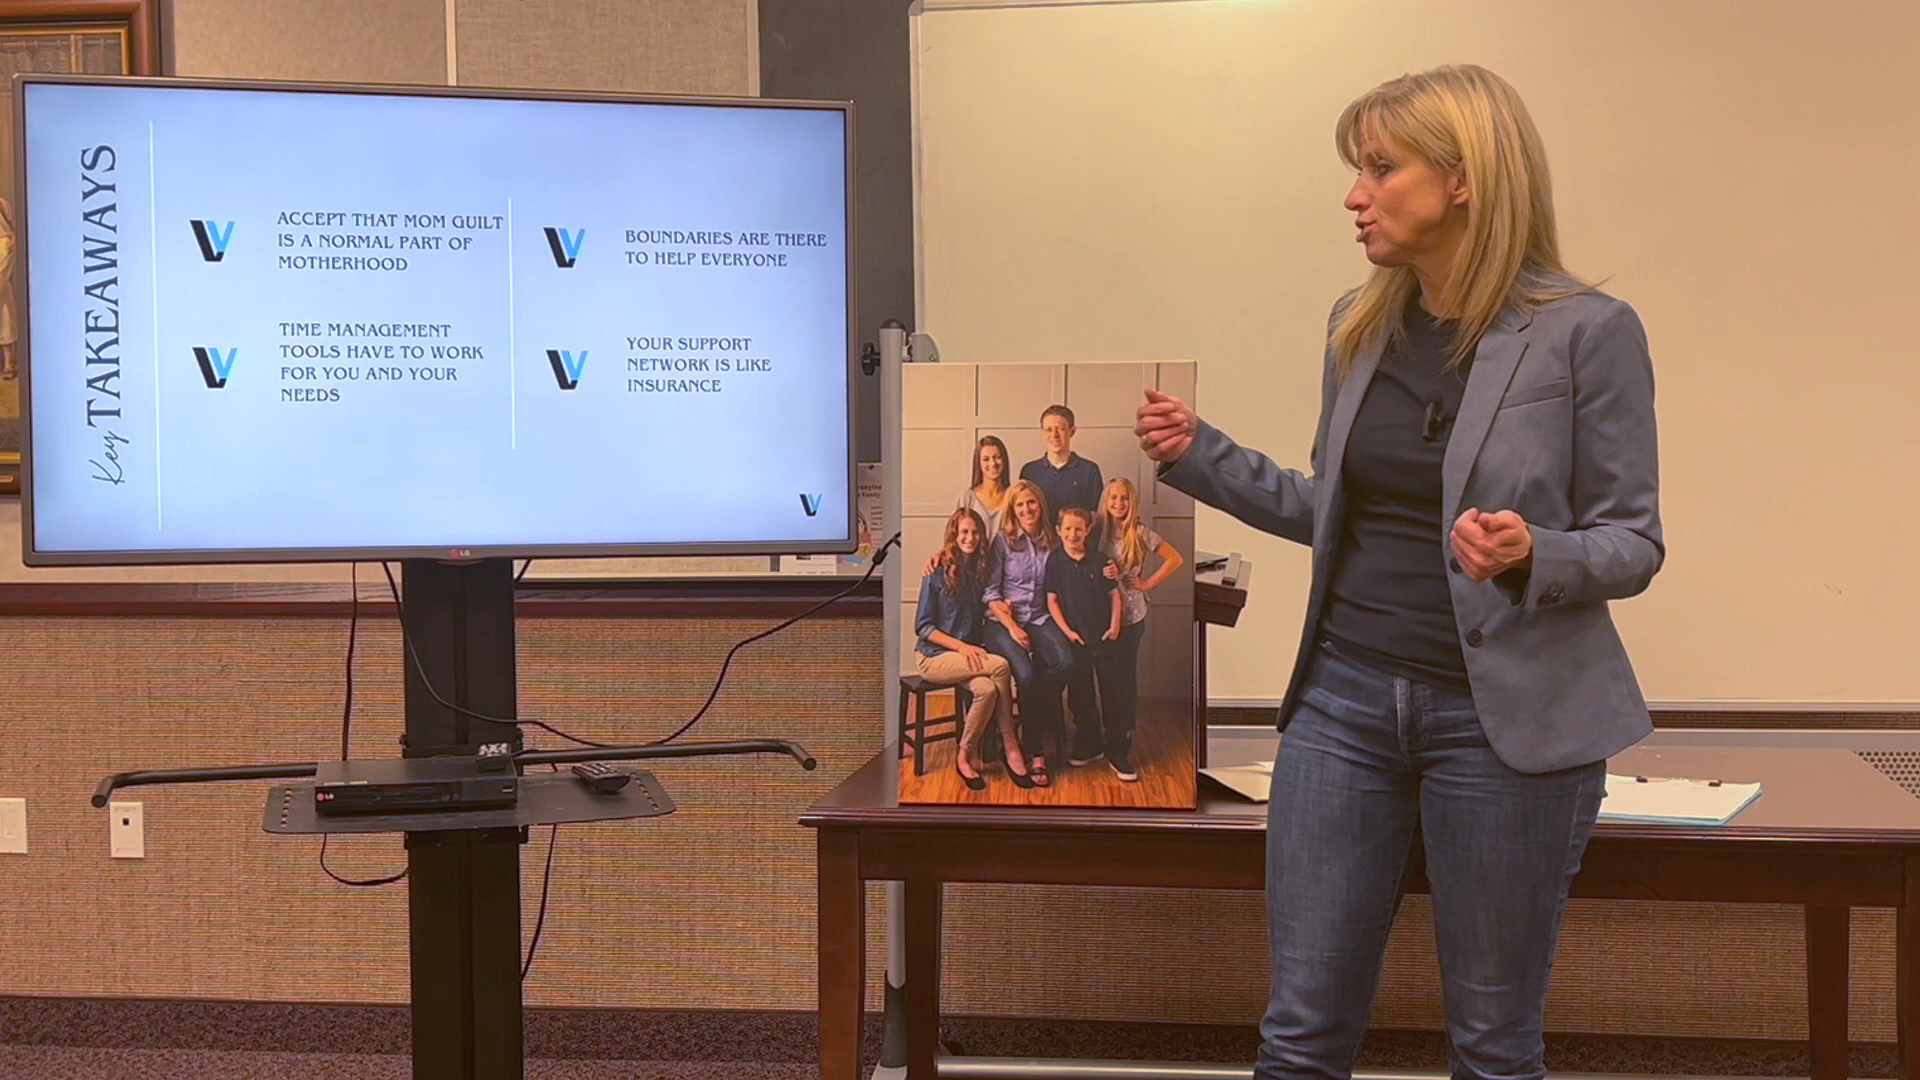 Key TAKEAWAYS
ACCEPT THAT MOM GUILT
IS A NORMAL PART OF
MOTHERHOOD
TIME MANAGEMENT
TOOLS HAVE TO WORK
FOR YOU AND YOUR
NEEDS
BOUNDARIES ARE THERE
TO HELP EVERYONE
YOUR SUPPORT
NETWORK IS LIKE
INSURANCE
LG
LG